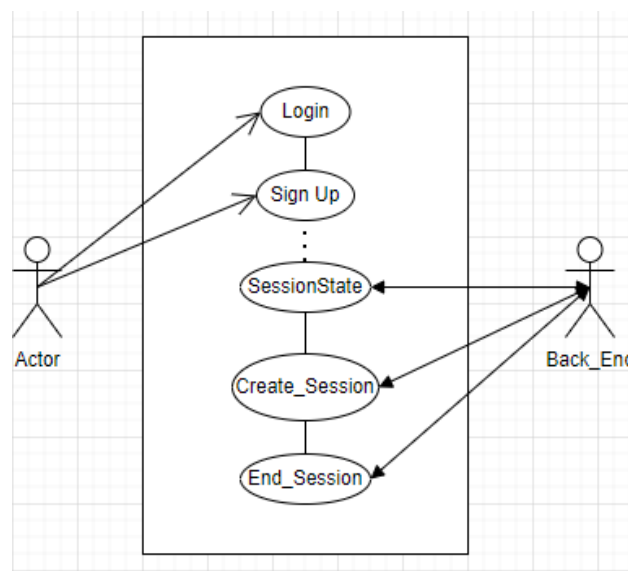 Login
Sign Up
SessionState
Actor
Back_End
Create_Session
End_Session